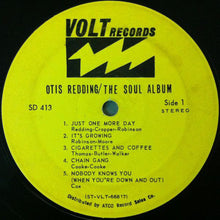 VOLT RECORDS
OTIS REDDING/THE SOUL ALBUM
SD 413
Side 1
STEREO
1. JUST ONE MORE DAY
Redding-Cropper-Robinson
2. IT'S GROWING
Robinson-Moore
3. CIGARETTES AND COFFEE
Thomas-Butler-Walker
4. CHAIN GANG
Cooke-Cooke
5. NOBODY KNOWS YOU
(WHEN YOU'RE DOWN AND OUT)
Cox
(ST-VLT-66817)
Distributed by ATCO Record Sales Co.